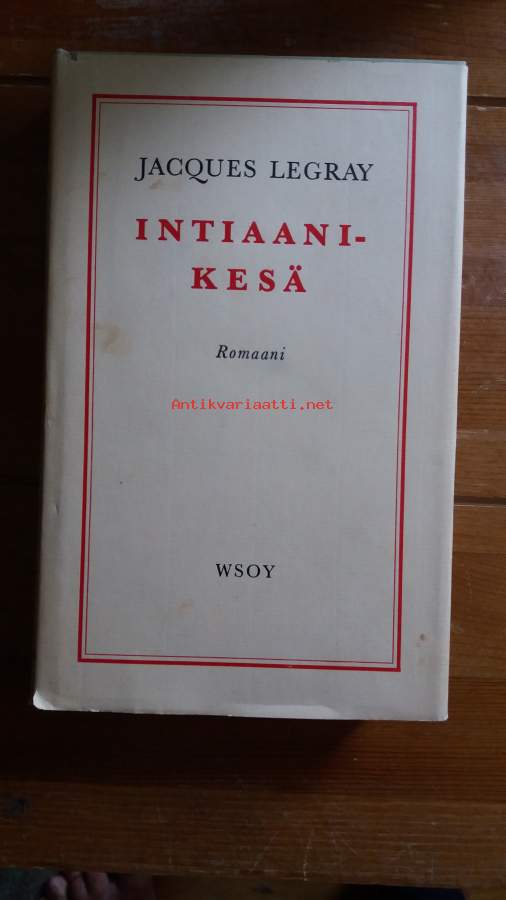 JACQUES LEGRAY
INTIAANI-
KESÄ
Romaani
Antikvariaatti.net
WSOY